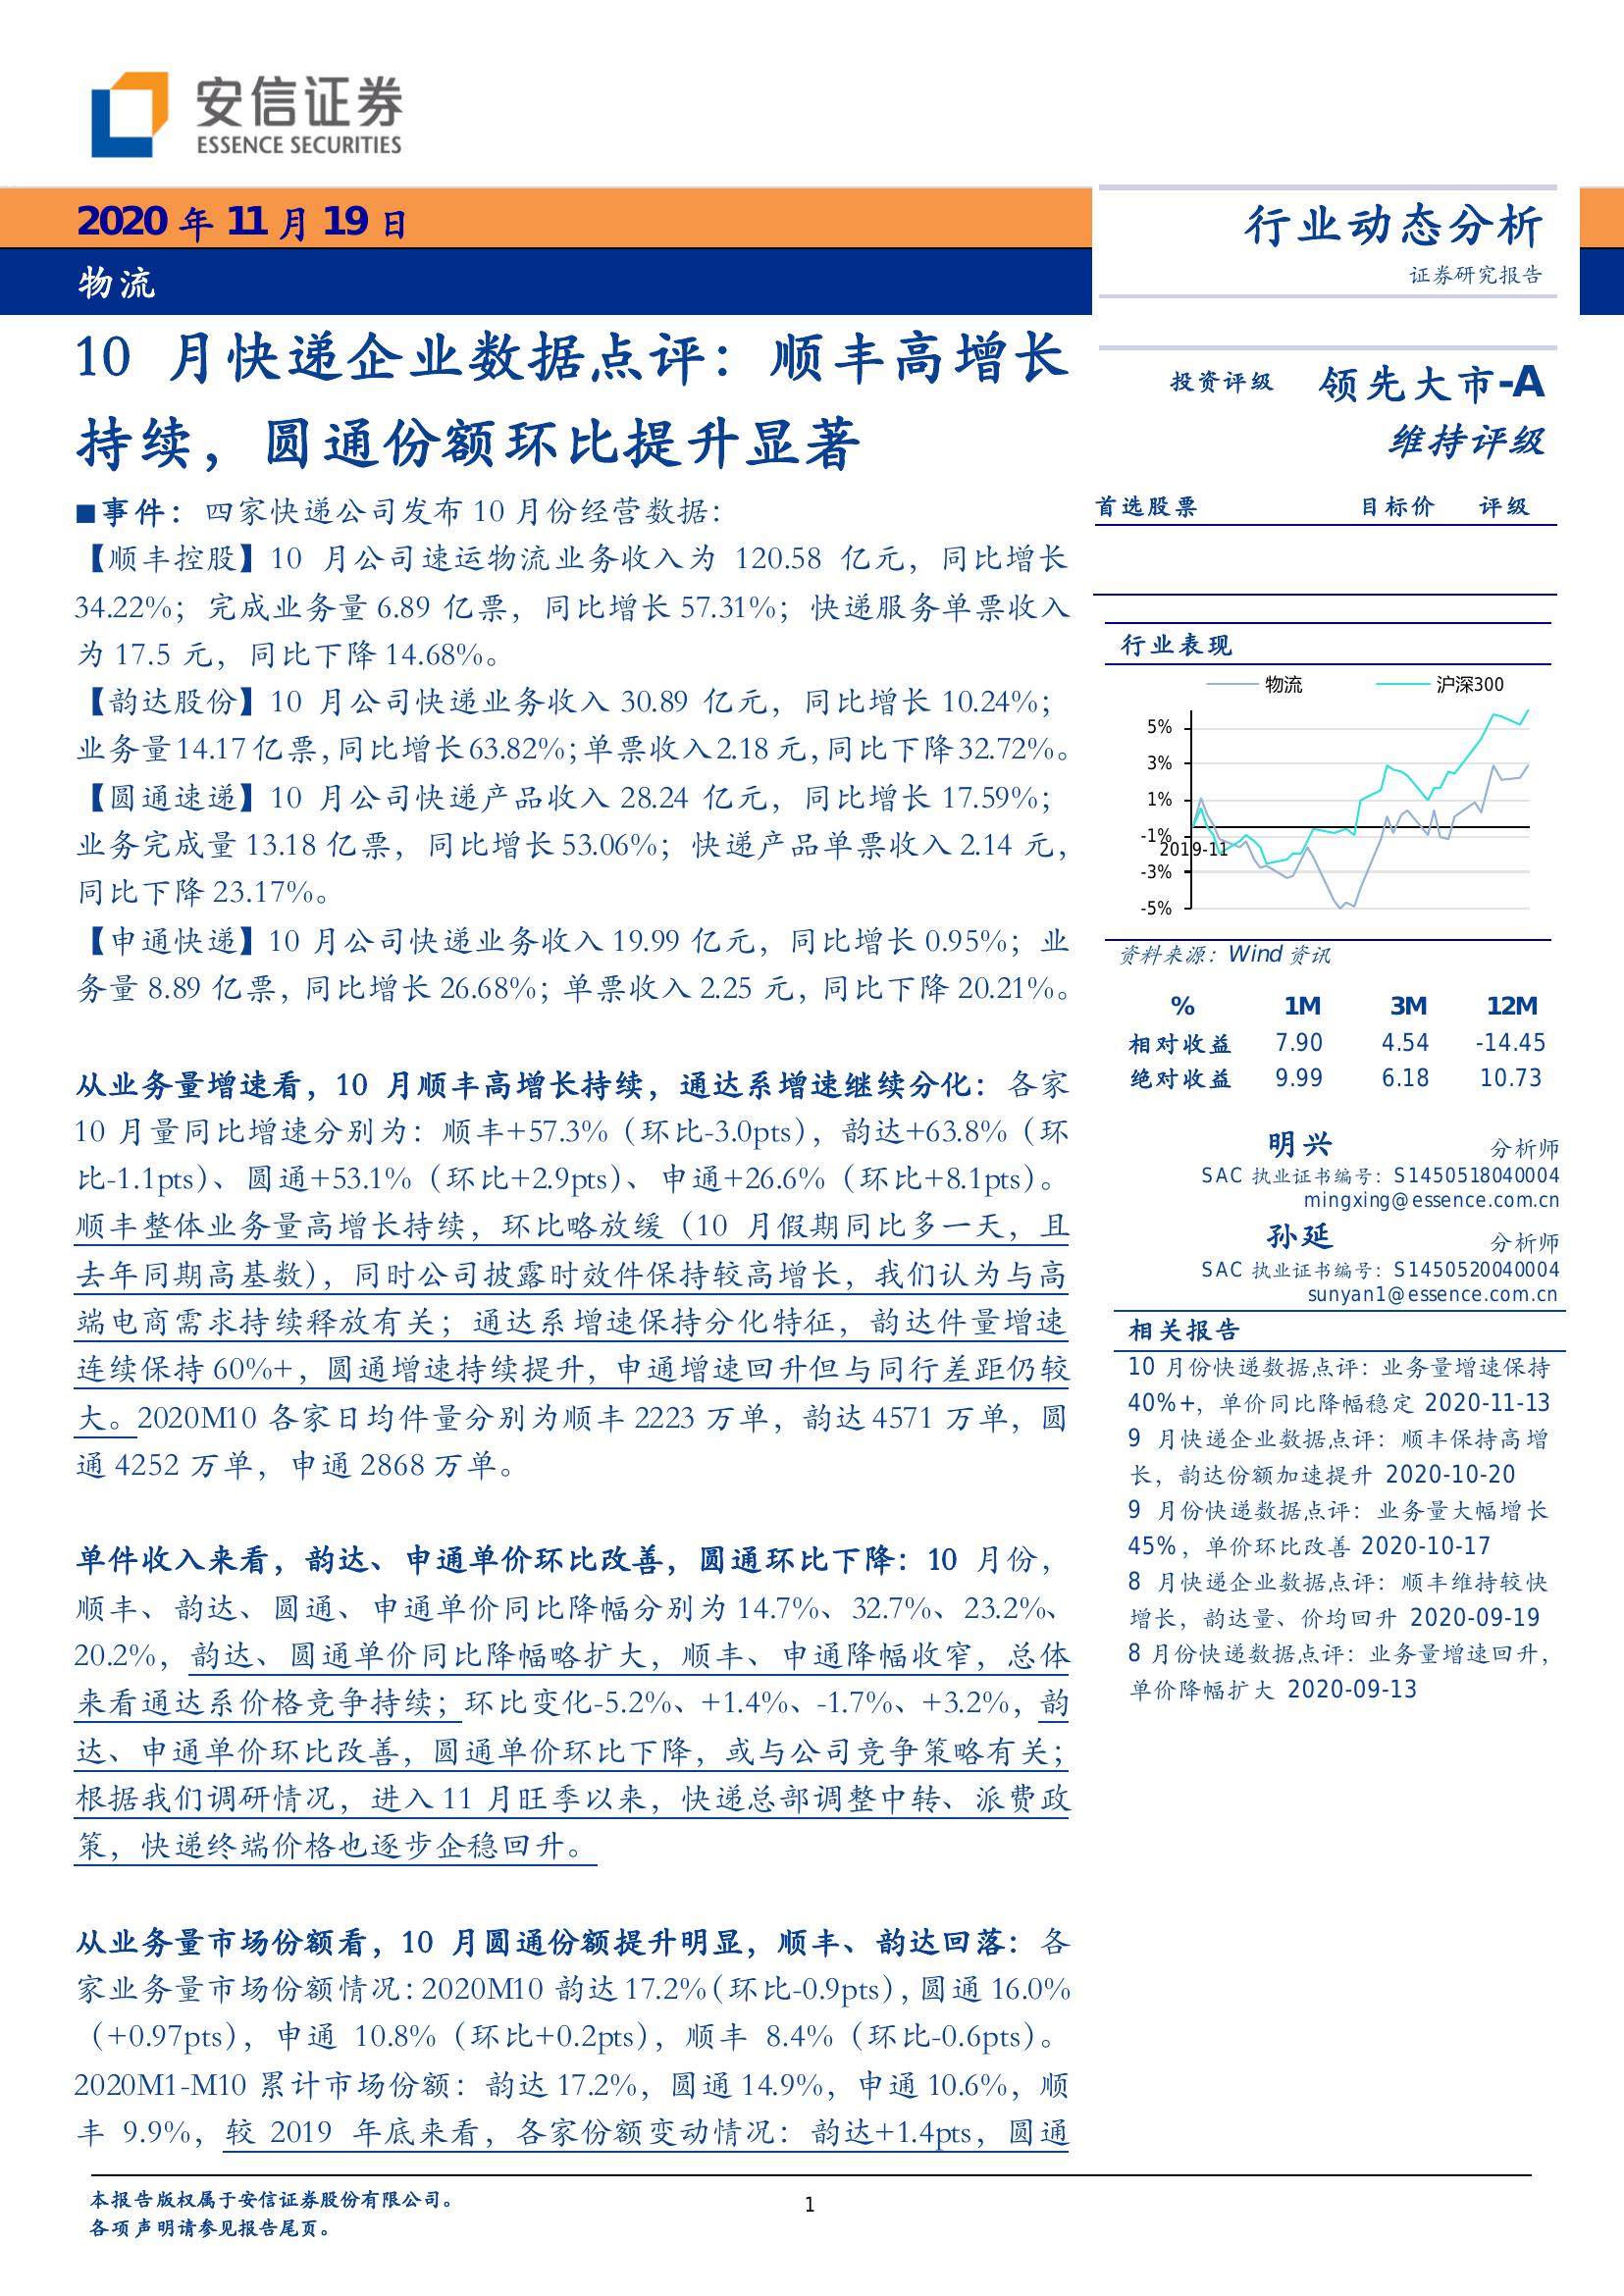 安信证券
ESSENCE SECURITIES
2020 年 11 月 19 日
物流
行业动态分析
证券研究报告
10 月快递企业数据点评：顺丰高增长
持续，圆通份额环比提升显著
■事件：四家快递公司发布 10 月份经营数据：
【顺丰控股】10 月公司速运物流业务收入为 120.58 亿元，同比增长
34.22%；完成业务量 6.89 亿票，同比增长 57.31%；快递服务单票收入
为 17.5 元，同比下降 14.68%。
【韵达股份】10 月公司快递业务收入 30.89 亿元，同比增长 10.24%；
业务量 14.17 亿票，同比增长 63.82%；单票收入 2.18 元，同比下降 32.72%。
【圆通速递】10 月公司快递产品收入 28.24 亿元，同比增长 17.59%；
业务完成量 13.18 亿票，同比增长 53.06%；快递产品单票收入 2.14 元，
同比下降 23.17%。
【申通快递】10 月公司快递业务收入 19.99 亿元，同比增长 0.95%；业
务量 8.89 亿票，同比增长 26.68%；单票收入 2.25 元，同比下降 20.21%。
从业务量增速看，10 月顺丰高增长持续，通达系增速继续分化：各家
10 月量同比增速分别为：顺丰+57.3%（环比-3.0pts），韵达+63.8%（环
比-1.1pts）、圆通+53.1%（环比+2.9pts）、申通+26.6%（环比+8.1pts）。
顺丰整体业务量高增长持续，环比略放缓（10 月假期同比多一天，且
去年同期高基数），同时公司披露时效件保持较高增长，我们认为与高
端电商需求持续释放有关；通达系增速保持分化特征，韵达件量增速
连续保持 60%+，圆通增速持续提升，申通增速回升但与同行差距仍较
大。2020M10 各家日均件量分别为顺丰 2223 万单，韵达 4571 万单，圆
通 4252 万单，申通 2868 万单。
单件收入来看，韵达、申通单价环比改善，圆通环比下降：10 月份，
顺丰、韵达、圆通、申通单价同比降幅分别为 14.7%、32.7%、23.2%、
20.2%，韵达、圆通单价同比降幅略扩大，顺丰、申通降幅收窄，总体
来看通达系价格竞争持续；环比变化-5.2%、+1.4%、-1.7%、+3.2%，韵
达、申通单价环比改善，圆通单价环比下降，或与公司竞争策略有关；
根据我们调研情况，进入 11 月旺季以来，快递总部调整中转、派费政
策，快递终端价格也逐步企稳回升。
从业务量市场份额看，10 月圆通份额提升明显，顺丰、韵达回落：各
家业务量市场份额情况：2020M10 韵达 17.2%（环比-0.9pts），圆通 16.0%
（+0.97pts），申通 10.8%（环比+0.2pts），顺丰 8.4%（环比-0.6pts）。
2020M1-M10 累计市场份额：韵达 17.2%，圆通 14.9%，申通 10.6%，顺
丰 9.9%，较 2019 年底来看，各家份额变动情况：韵达+1.4pts，圆通
投资评级 领先大市-A
维持评级
首选股票 目标价 评级
行业表现
物流 沪深300
5%
3%
1%
-1%
2019-11
-3%
-5%
资料来源：Wind 资讯
% 1M 3M 12M
相对收益 7.90 4.54 -14.45
绝对收益 9.99 6.18 10.73
明兴 分析师
SAC 执业证书编号：S1450518040004
mingxing@essence.com.cn
孙延 分析师
SAC 执业证书编号：S1450520040004
sunyan1@essence.com.cn
相关报告
10 月份快递数据点评：业务量增速保持
40%+，单价同比降幅稳定 2020-11-13
9 月快递企业数据点评：顺丰保持高增
长，韵达份额加速提升 2020-10-20
9 月份快递数据点评：业务量大幅增长
45%，单价环比改善 2020-10-17
8 月快递企业数据点评：顺丰维持较快
增长，韵达量、价均回升 2020-09-19
8 月份快递数据点评：业务量增速回升，
单价降幅扩大 2020-09-13
本报告版权属于安信证券股份有限公司。
各项声明请参见报告尾页。
1